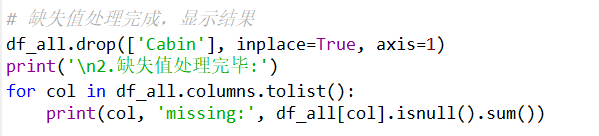 # 缺失值处理完成，显示结果
df_all.drop(['Cabin'], inplace=True, axis=1)
print('\n2.缺失值处理完毕:')
for col in df_all.columns.tolist():
    print(col, 'missing:', df_all[col].isnull().sum())